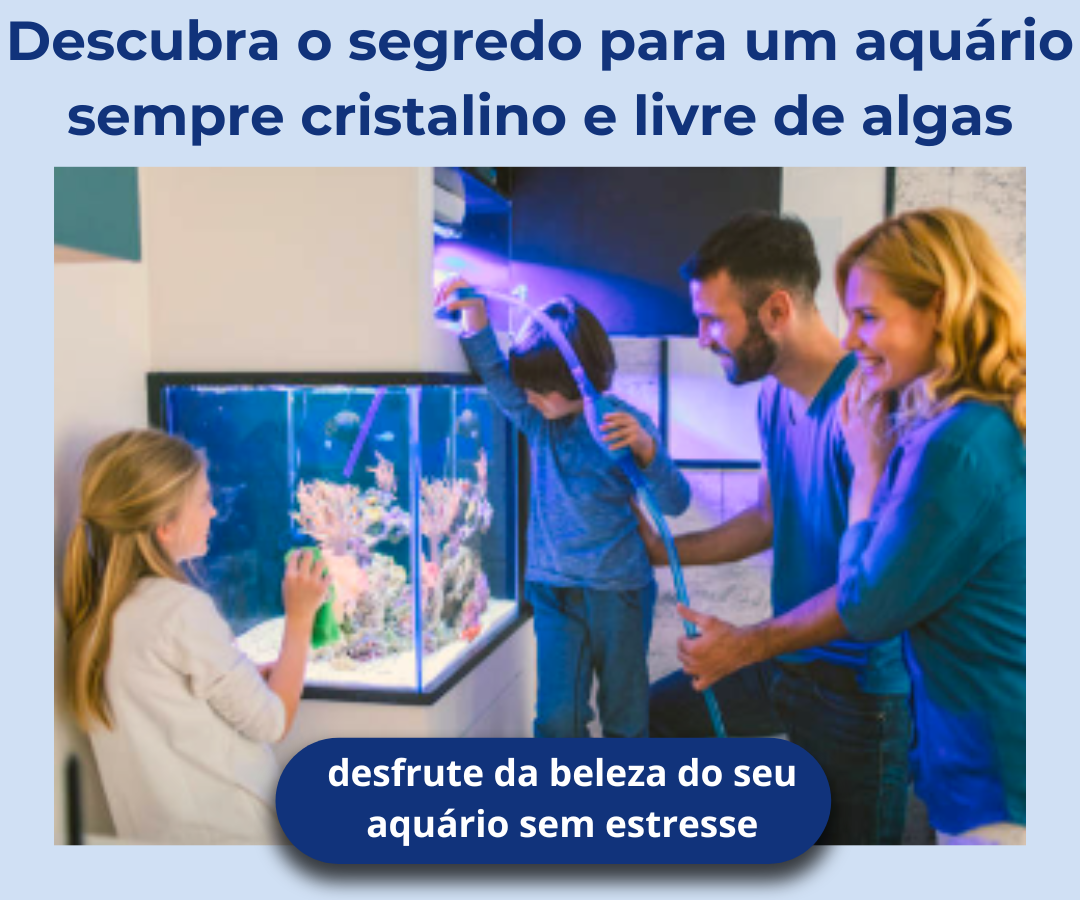 Descubra o segredo para um aquário
sempre cristalino e livre de algas
desfrute da beleza do seu
aquário sem estresse